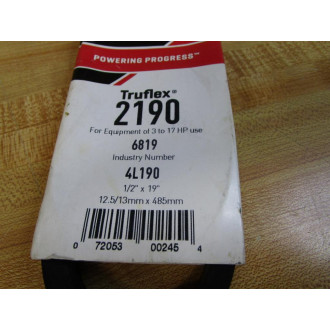 POWERING PROGRESS™
Truflex®
2190
For Equipment of 3 to 17 HP use
6819
Industry Number
4L190
1/2" x 19"
12.5/13mm x 485mm
0 72053 00245 4